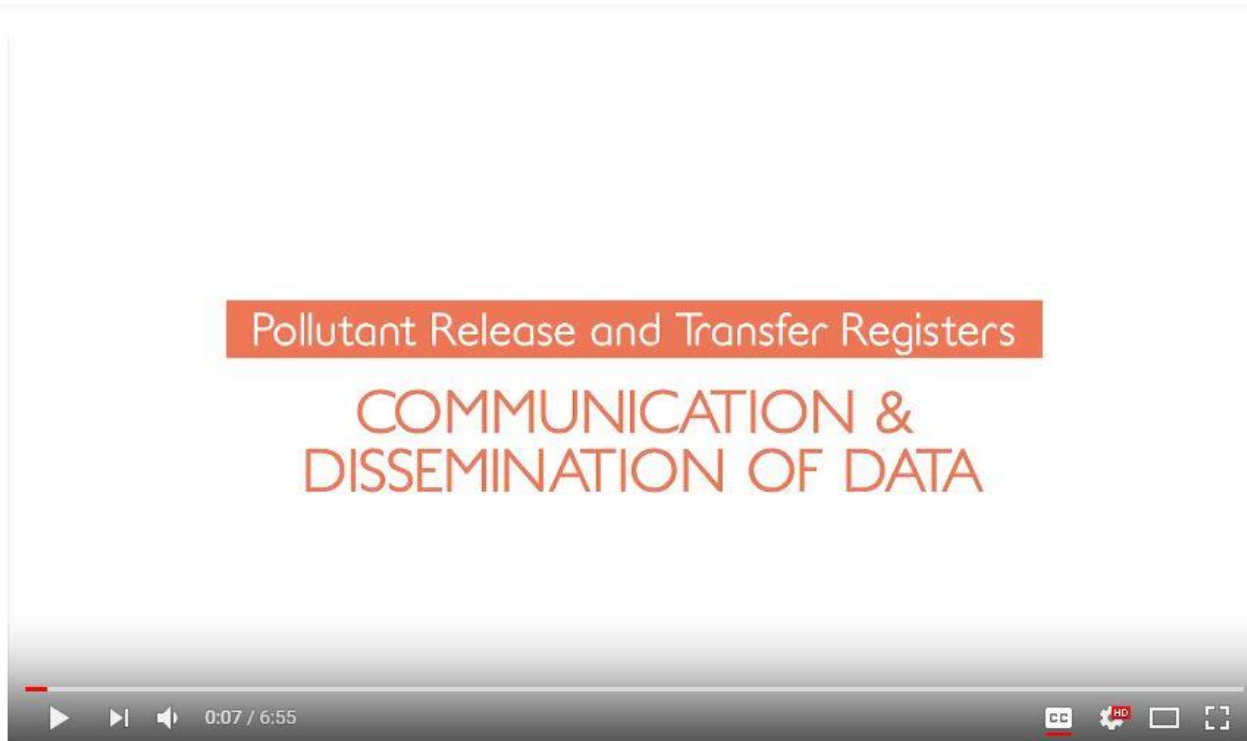 Pollutant Release and Transfer Registers
COMMUNICATION &
DISSEMINATION OF DATA
0:07 / 6:55
CC
HD